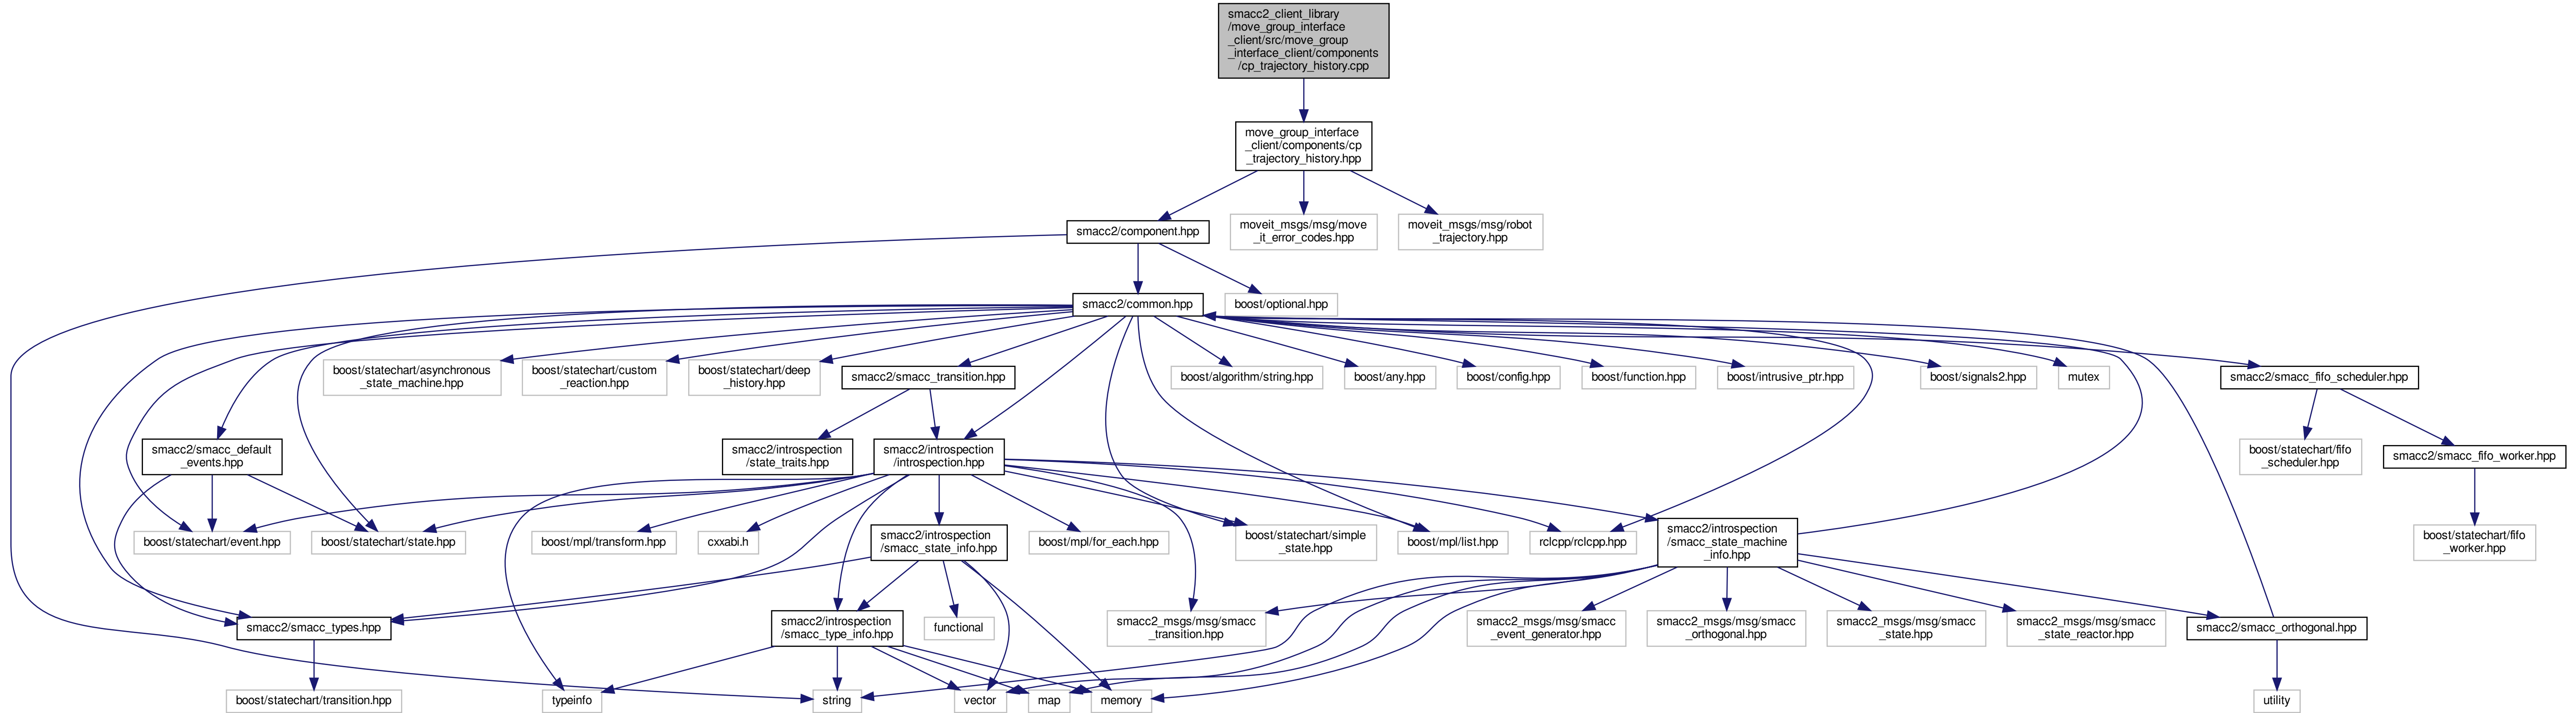 smacc2_client_library
/move_group_interface
_client/src/move_group
_interface_client/components
/cp_trajectory_history.cpp
move_group_interface
_client/components/cp
_trajectory_history.hpp
smacc2/component.hpp
moveit_msgs/msg/move
_it_error_codes.hpp
moveit_msgs/msg/robot
_trajectory.hpp
smacc2/common.hpp
boost/optional.hpp
boost/statechart/asynchronous
_state_machine.hpp
boost/statechart/custom
_reaction.hpp
boost/statechart/deep
_history.hpp
smacc2/smacc_transition.hpp
boost/algorithm/string.hpp
boost/any.hpp
boost/config.hpp
boost/function.hpp
boost/intrusive_ptr.hpp
boost/signals2.hpp
mutex
smacc2/smacc_fifo_scheduler.hpp
smacc2/smacc_default
_events.hpp
smacc2/introspection
/state_traits.hpp
smacc2/introspection
/introspection.hpp
boost/statechart/fifo
_scheduler.hpp
smacc2/smacc_fifo_worker.hpp
boost/statechart/event.hpp
boost/statechart/state.hpp
boost/mpl/transform.hpp
cxxabi.h
smacc2/introspection
/smacc_state_info.hpp
boost/mpl/for_each.hpp
boost/statechart/simple
_state.hpp
boost/mpl/list.hpp
rclcpp/rclcpp.hpp
smacc2/introspection
/smacc_state_machine
_info.hpp
boost/statechart/fifo
_worker.hpp
smacc2/smacc_types.hpp
smacc2/introspection
/smacc_type_info.hpp
functional
smacc2_msgs/msg/smacc
_transition.hpp
smacc2_msgs/msg/smacc
_event_generator.hpp
smacc2_msgs/msg/smacc
_orthogonal.hpp
smacc2_msgs/msg/smacc
_state.hpp
smacc2_msgs/msg/smacc
_state_reactor.hpp
smacc2/smacc_orthogonal.hpp
boost/statechart/transition.hpp
typeinfo
string
vector
map
memory
utility